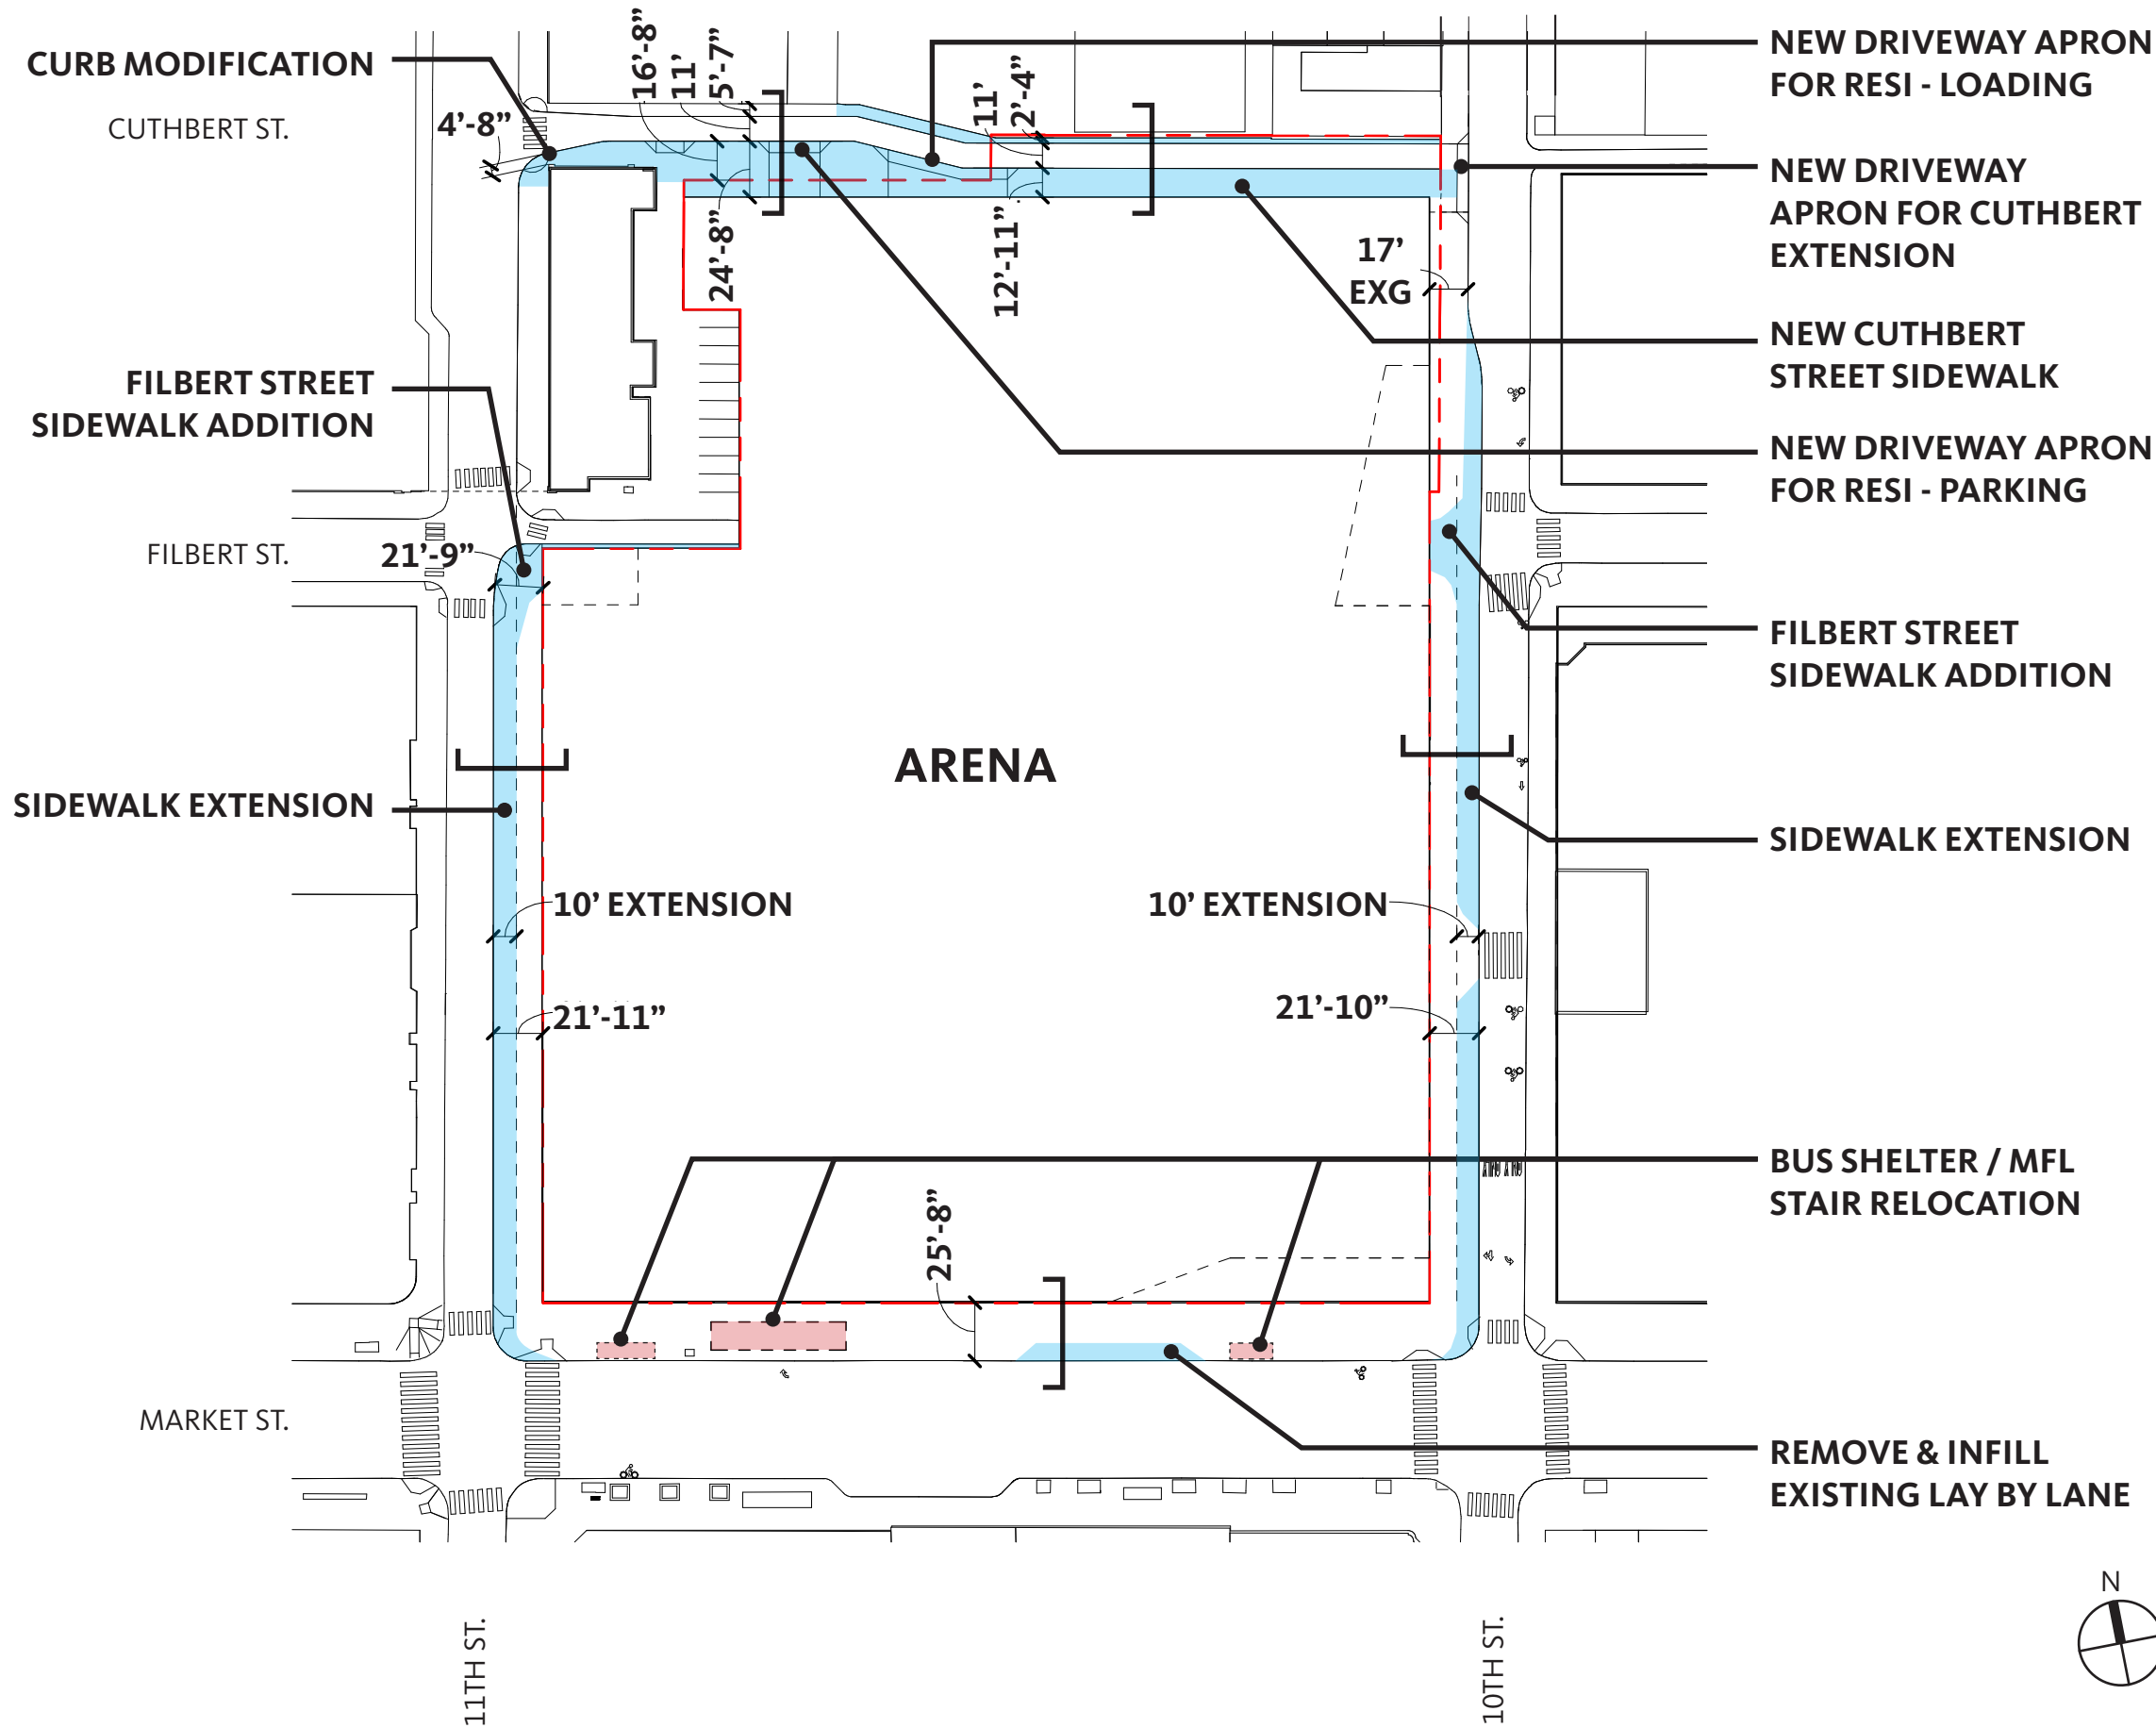 CURB MODIFICATION
CUTHBERT ST.
4’-8”
16’-8”
11’
5’-7”
24’-8”
11’
2’-4”
12’-11”
NEW DRIVEWAY APRON
FOR RESI - LOADING
NEW DRIVEWAY
APRON FOR CUTHBERT
EXTENSION
17’
EXG
NEW CUTHBERT
STREET SIDEWALK
FILBERT STREET
SIDEWALK ADDITION
NEW DRIVEWAY APRON
FOR RESI - PARKING
FILBERT ST.
21’-9”
FILBERT STREET
SIDEWALK ADDITION
ARENA
SIDEWALK EXTENSION
SIDEWALK EXTENSION
10’ EXTENSION
10’ EXTENSION
21’-11”
21’-10”
BUS SHELTER / MFL
STAIR RELOCATION
25’-8”
MARKET ST.
REMOVE & INFILL
EXISTING LAY BY LANE
N
11TH ST.
10TH ST.